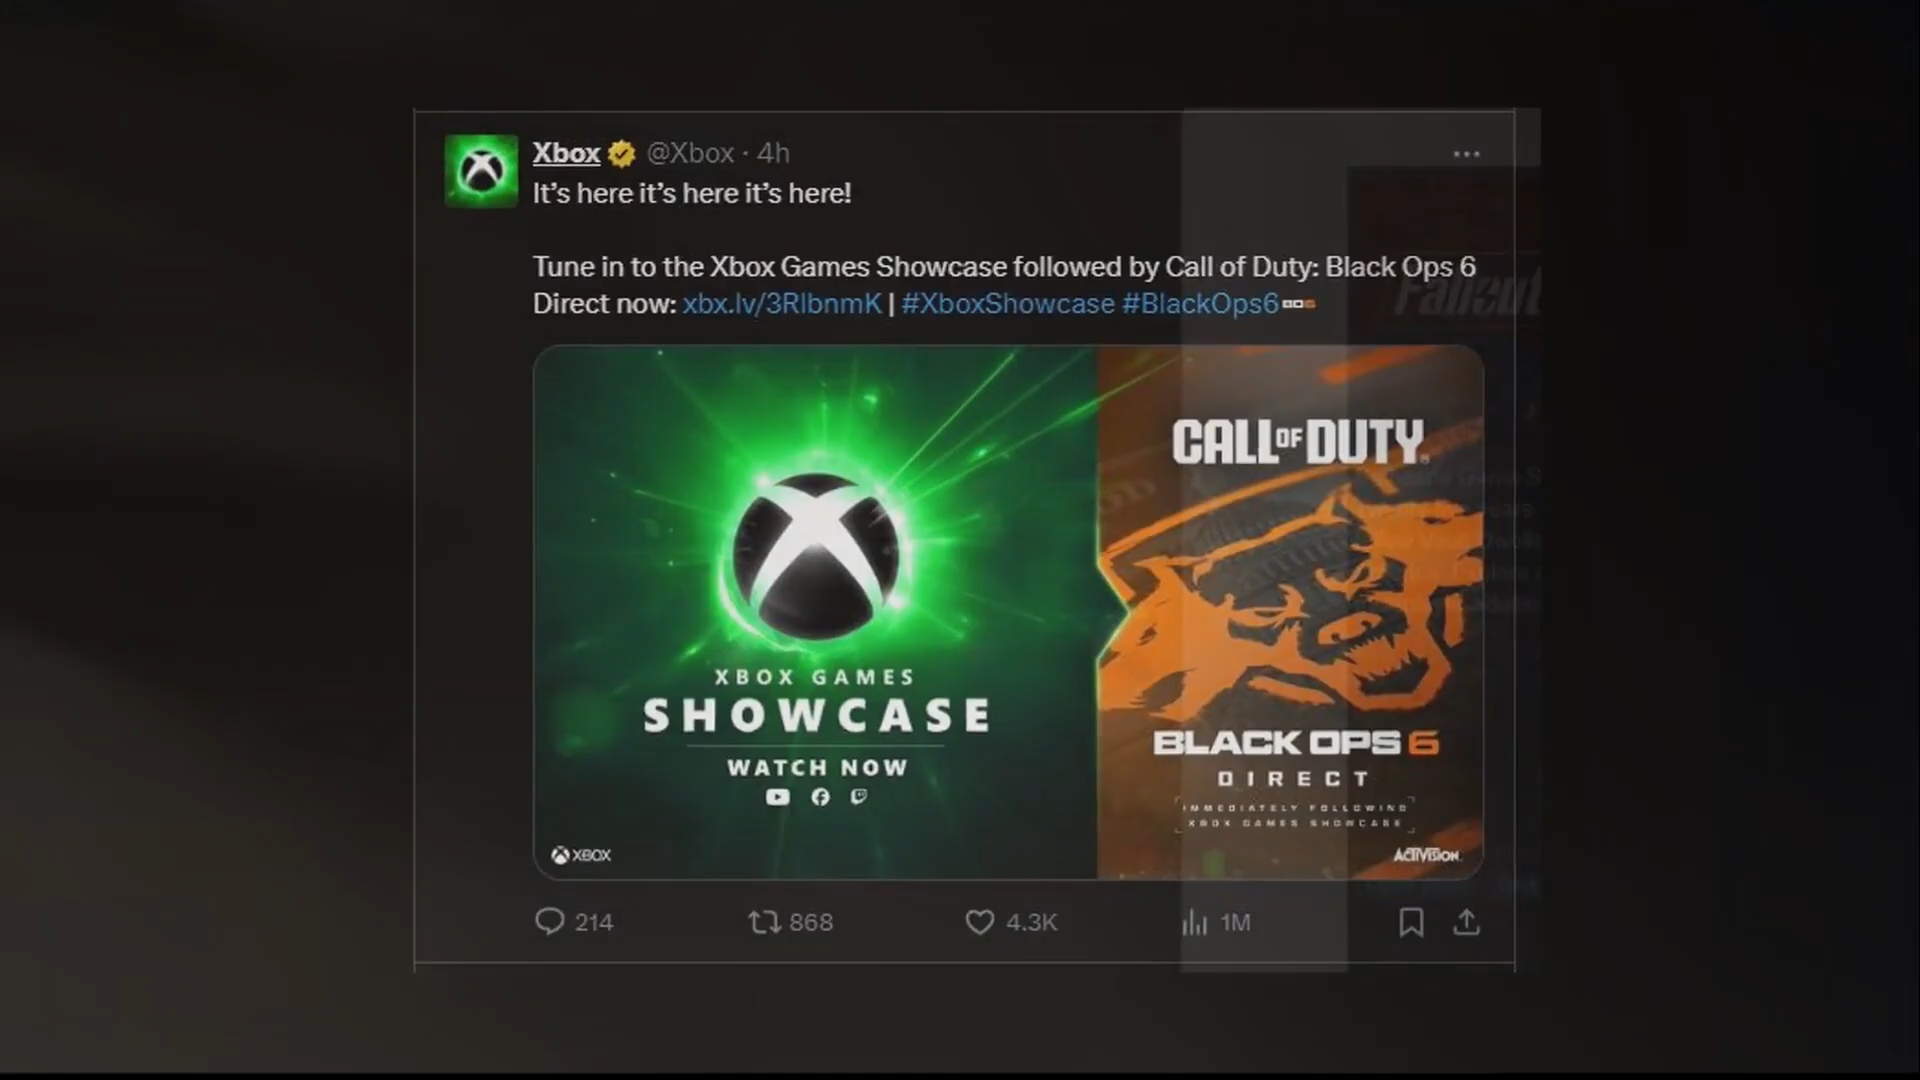 Xbox @Xbox · 4h
It's here it's here it's here!
Tune in to the Xbox Games Showcase followed by Call of Duty: Black Ops 6
Direct now: xbx.lv/3RlbnmK | #XboxShowcase #BlackOps6
Fallout
CALL OF DUTY
XBOX GAMES
SHOWCASE
WATCH NOW
XBOX
BLACK OPS 6
DIRECT
IMMEDIATELY FOLLOWING
XBOX GAMES SHOWCASE
ACTIVISION
214 868 4.3K 1M